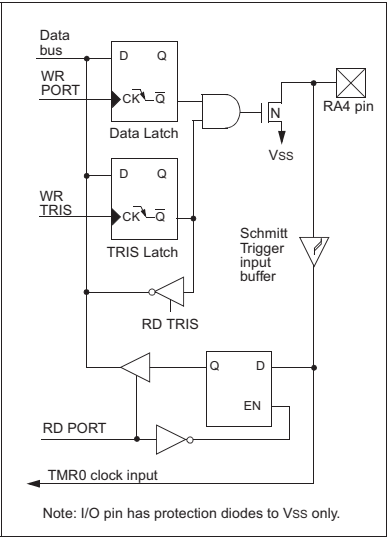 Data
bus
D Q
WR
PORT
CK Q
N
RA4 pin
Data Latch
VSS
D Q
WR
TRIS
CK Q
Schmitt
Trigger
input
buffer
TRIS Latch
RD TRIS
Q D
EN
RD PORT
TMR0 clock input
Note: I/O pin has protection diodes to VSS only.